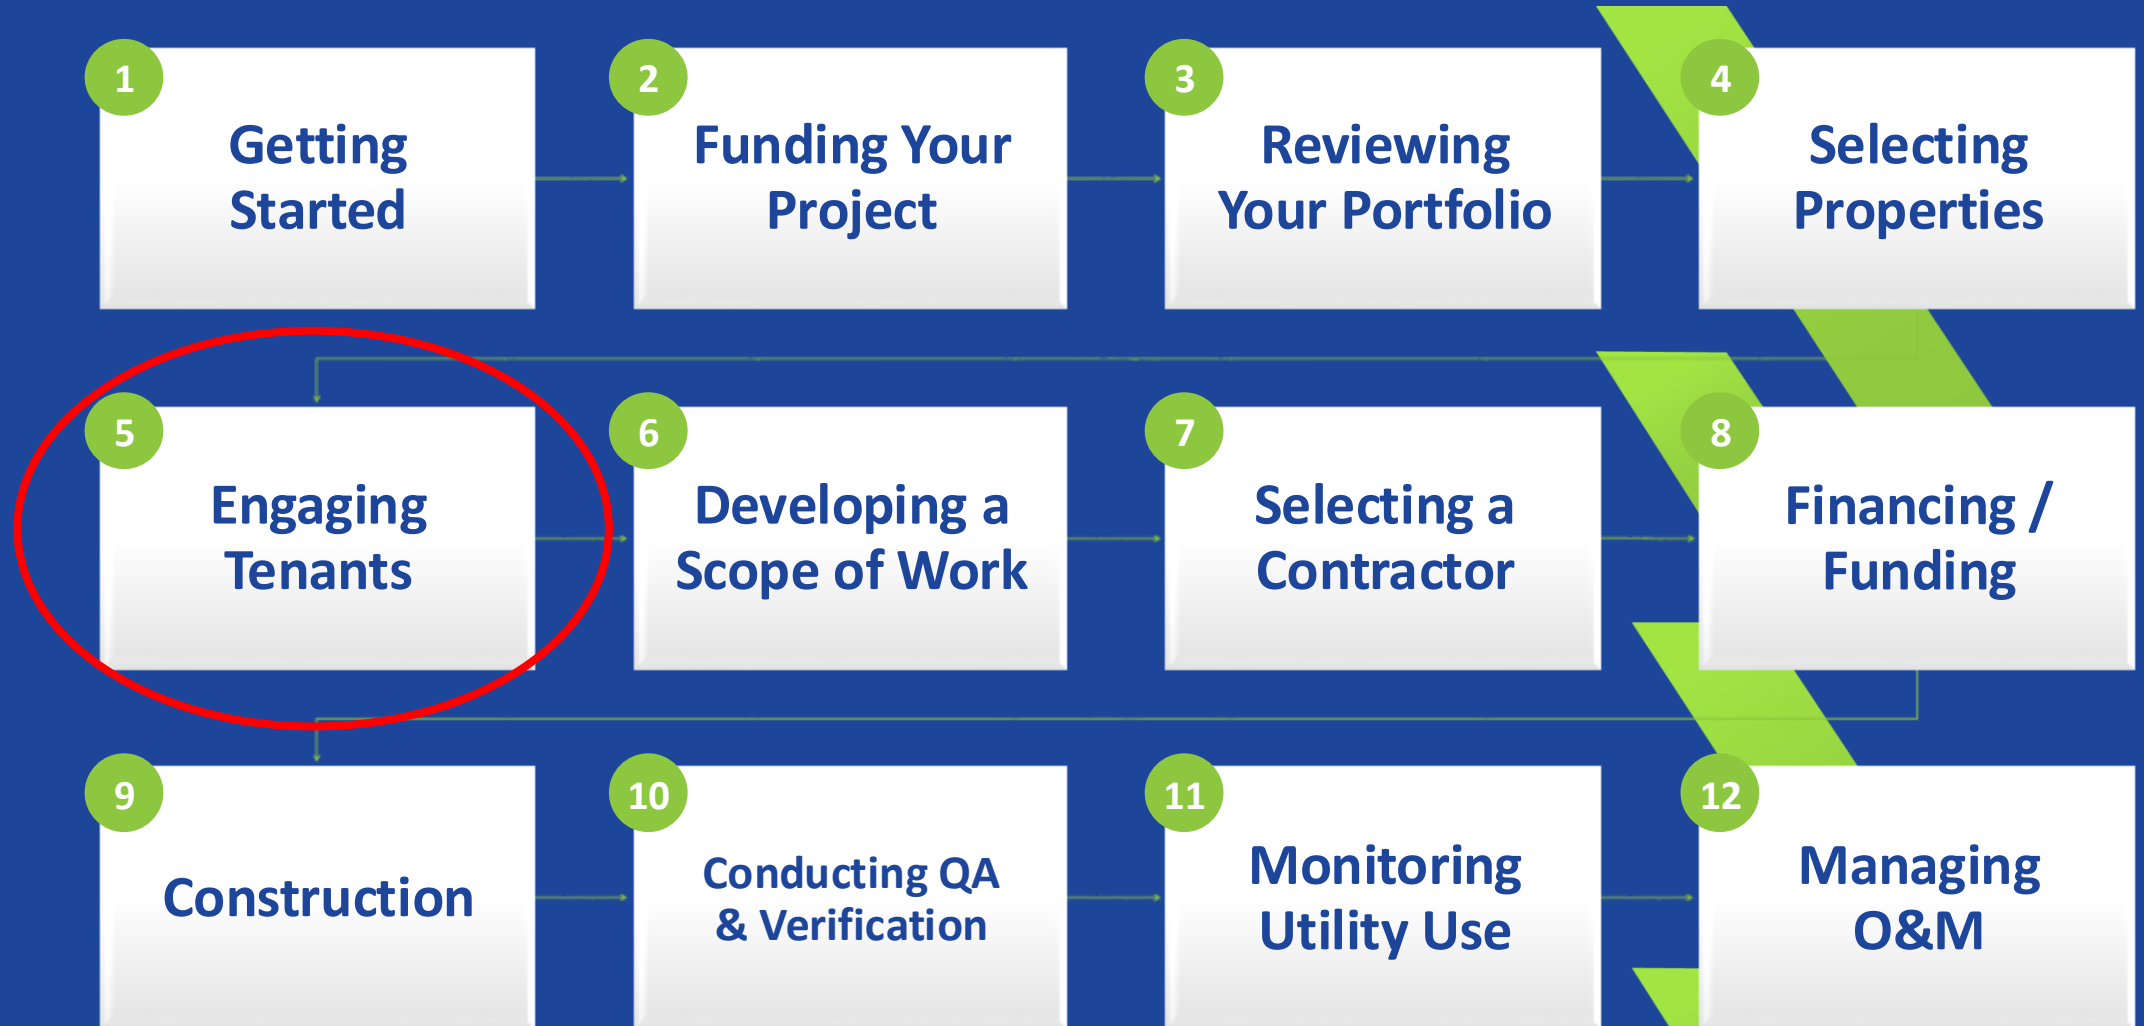 1
Getting
Started
2
Funding Your
Project
3
Reviewing
Your Portfolio
4
Selecting
Properties
5
Engaging
Tenants
6
Developing a
Scope of Work
7
Selecting a
Contractor
8
Financing /
Funding
9
Construction
10
Conducting QA
& Verification
11
Monitoring
Utility Use
12
Managing
O&M